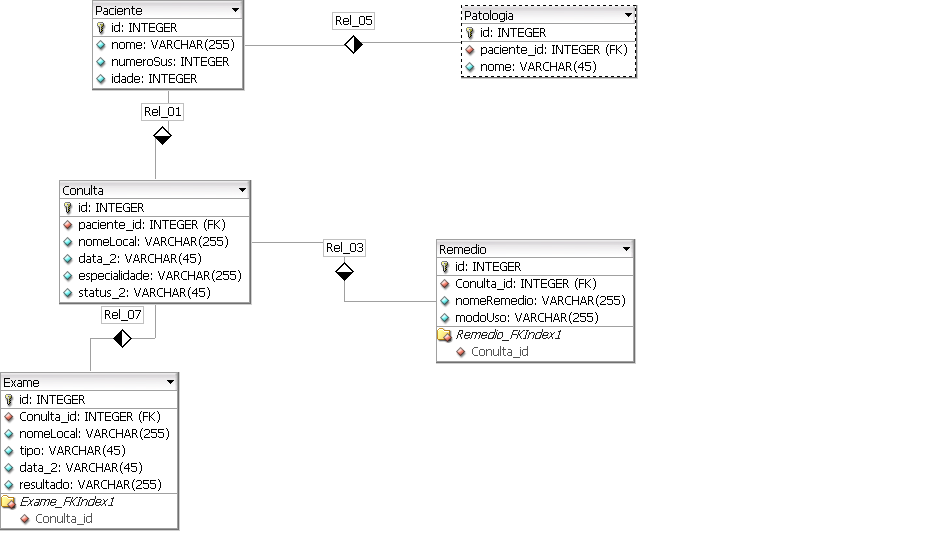 Paciente
id: INTEGER
nome: VARCHAR(255)
numeroSus: INTEGER
idade: INTEGER
Rel_05
Patologia
id: INTEGER
paciente_id: INTEGER (FK)
nome: VARCHAR(45)
Rel_01
Conulta
id: INTEGER
paciente_id: INTEGER (FK)
nomeLocal: VARCHAR(255)
data_2: VARCHAR(45)
especialidade: VARCHAR(255)
status_2: VARCHAR(45)
Rel_03
Remedio
id: INTEGER
Conulta_id: INTEGER (FK)
nomeRemedio: VARCHAR(255)
modoUso: VARCHAR(255)
Remedio_FKIndex1
Conulta_id
Rel_07
Exame
id: INTEGER
Conulta_id: INTEGER (FK)
nomeLocal: VARCHAR(255)
tipo: VARCHAR(45)
data_2: VARCHAR(45)
resultado: VARCHAR(255)
Exame_FKIndex1
Conulta_id